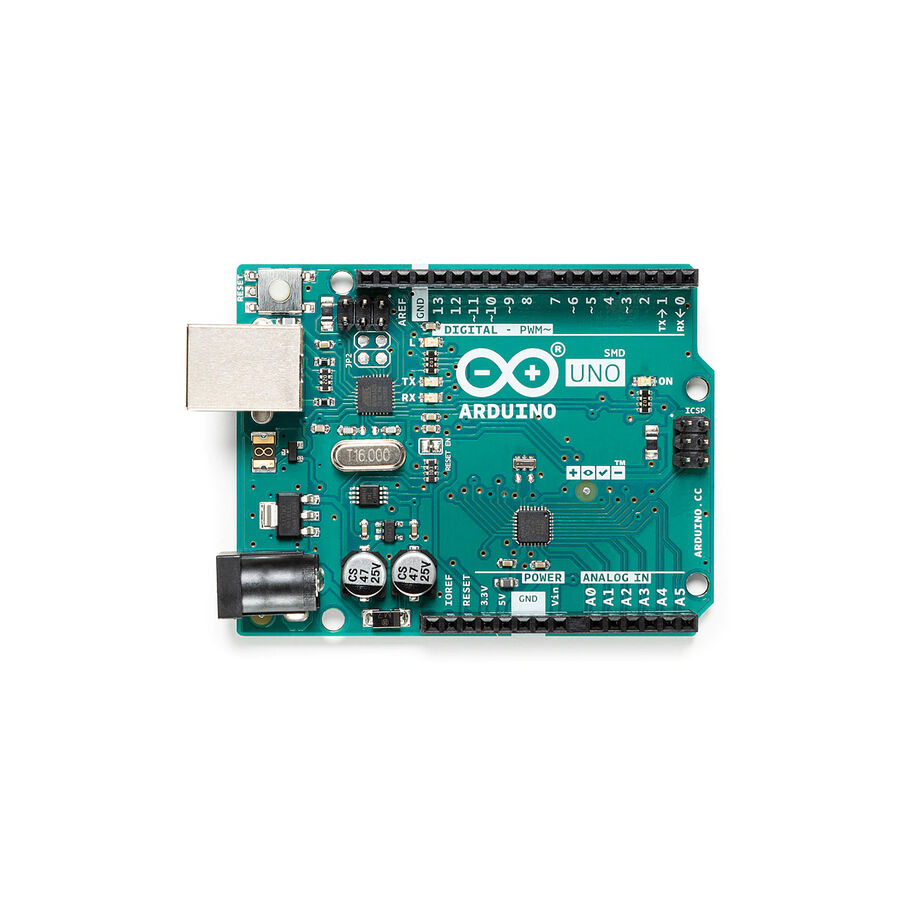 RESET
AREF
GND
13
12
~11
~10
~9
8
7
~6
~5
4
~3
2
TX→1
RX←0
DIGITAL - PWM~
JP2
L
TX
RX
®
SMD
UNO
ARDUINO
ON
ICSP
RESET EN
T16.000
™
ARDUINO.CC
CS
47
25V
CS
47
25V
POWER
ANALOG IN
IOREF
RESET
3.3V
5V
GND
Vin
A0
A1
A2
A3
A4
A5